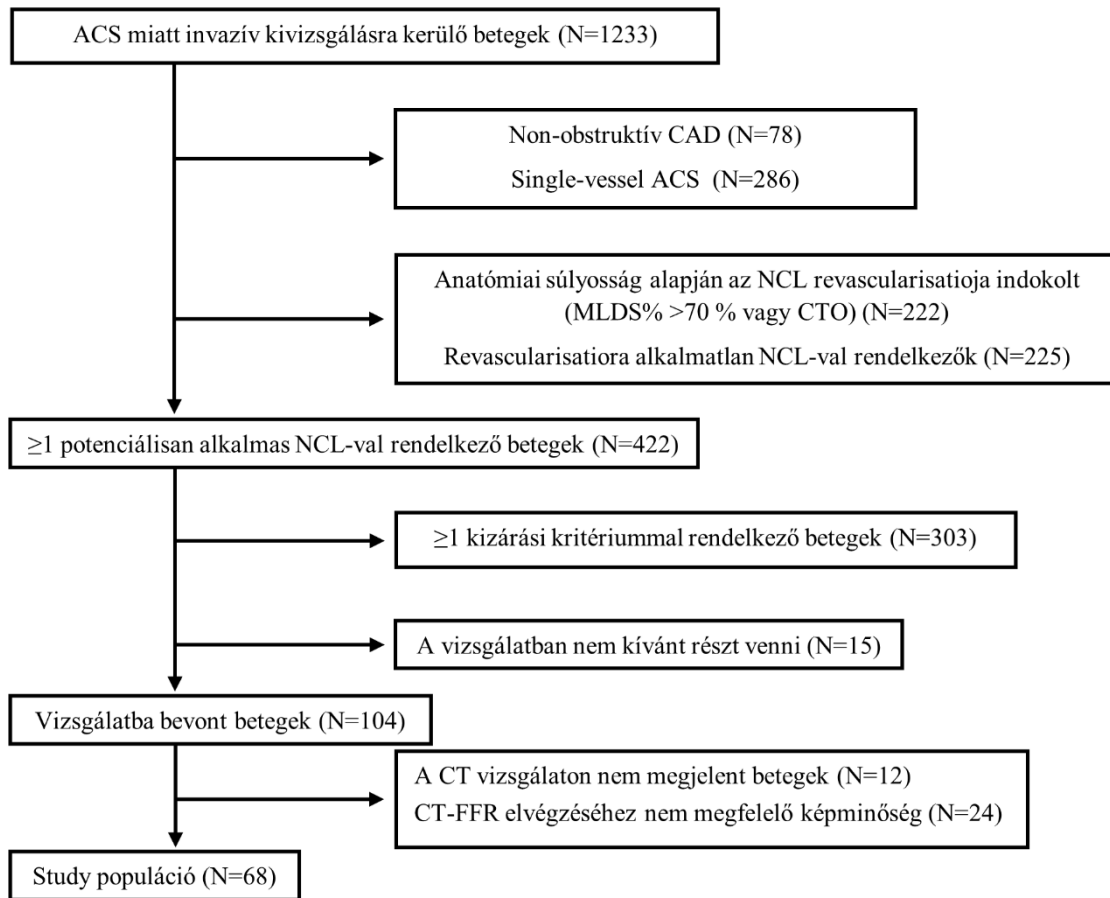 ACS miatt invazív kivizsgálásra kerülő betegek (N=1233)
Non-obstruktív CAD (N=78)
Single-vessel ACS (N=286)
Anatómiai súlyosság alapján az NCL revascularisatioja indokolt
(MLDS% >70 % vagy CTO) (N=222)
Revascularisatiora alkalmatlan NCL-val rendelkezők (N=225)
≥1 potenciálisan alkalmas NCL-val rendelkező betegek (N=422)
≥1 kizárási kritériummal rendelkező betegek (N=303)
A vizsgálatban nem kívánt részt venni (N=15)
Vizsgálatba bevont betegek (N=104)
A CT vizsgálaton nem megjelent betegek (N=12)
CT-FFR elvégzéséhez nem megfelelő képminőség (N=24)
Study populáció (N=68)